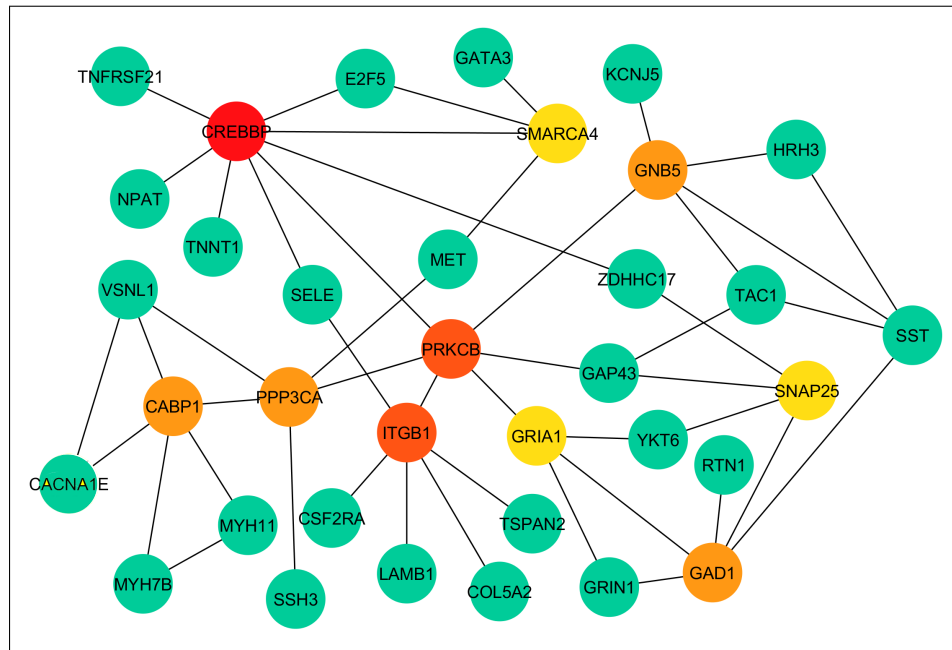 GATA3
TNFRSF21
E2F5
KCNJ5
CREBBP
SMARCA4
HRH3
GNB5
NPAT
TNNT1
MET
ZDHHC17
VSNL1
SELE
TAC1
SST
PRKCB
GAP43
SNAP25
PPP3CA
CABP1
ITGB1
GRIA1
YKT6
RTN1
CACNA1E
CSF2RA
MYH11
TSPAN2
LAMB1
GAD1
MYH7B
COL5A2
GRIN1
SSH3